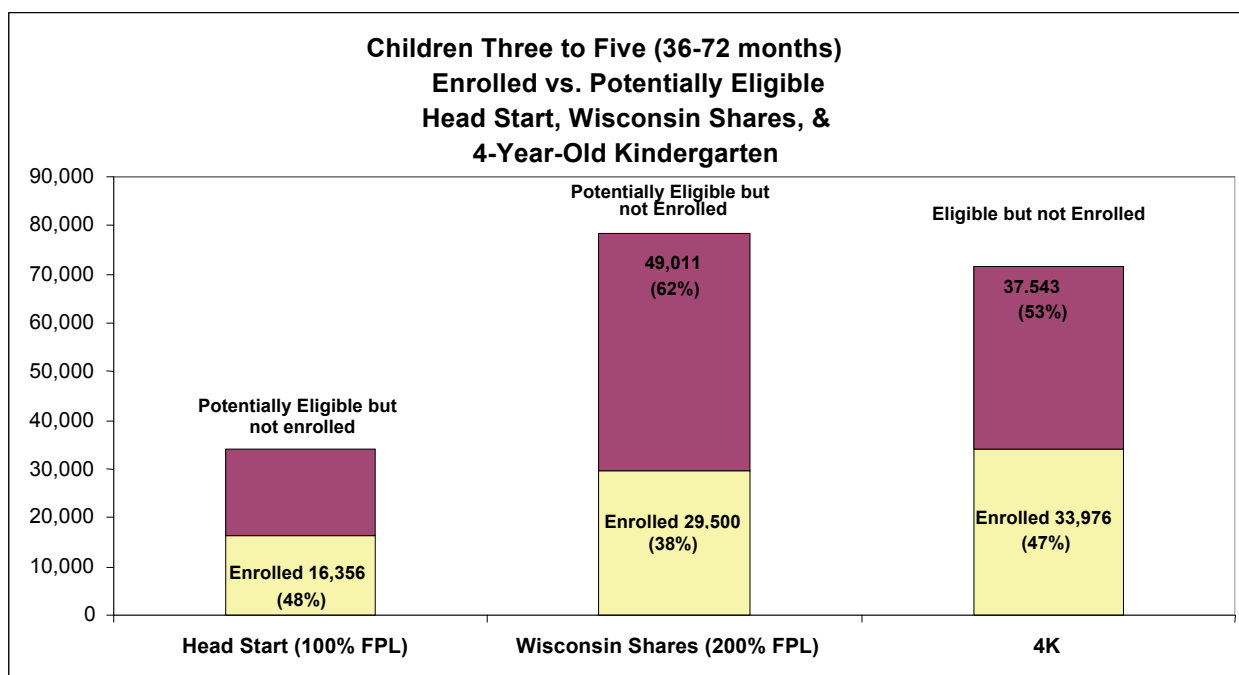 Children Three to Five (36-72 months)
Enrolled vs. Potentially Eligible
Head Start, Wisconsin Shares, &
4-Year-Old Kindergarten
90,000
80,000
70,000
60,000
50,000
40,000
30,000
20,000
10,000
0
Potentially Eligible but
not enrolled
Enrolled 16,356
(48%)
Potentially Eligible but
not Enrolled
49,011
(62%)
Enrolled 29,500
(38%)
Eligible but not Enrolled
37.543
(53%)
Enrolled 33,976
(47%)
Head Start (100% FPL)
Wisconsin Shares (200% FPL)
4K